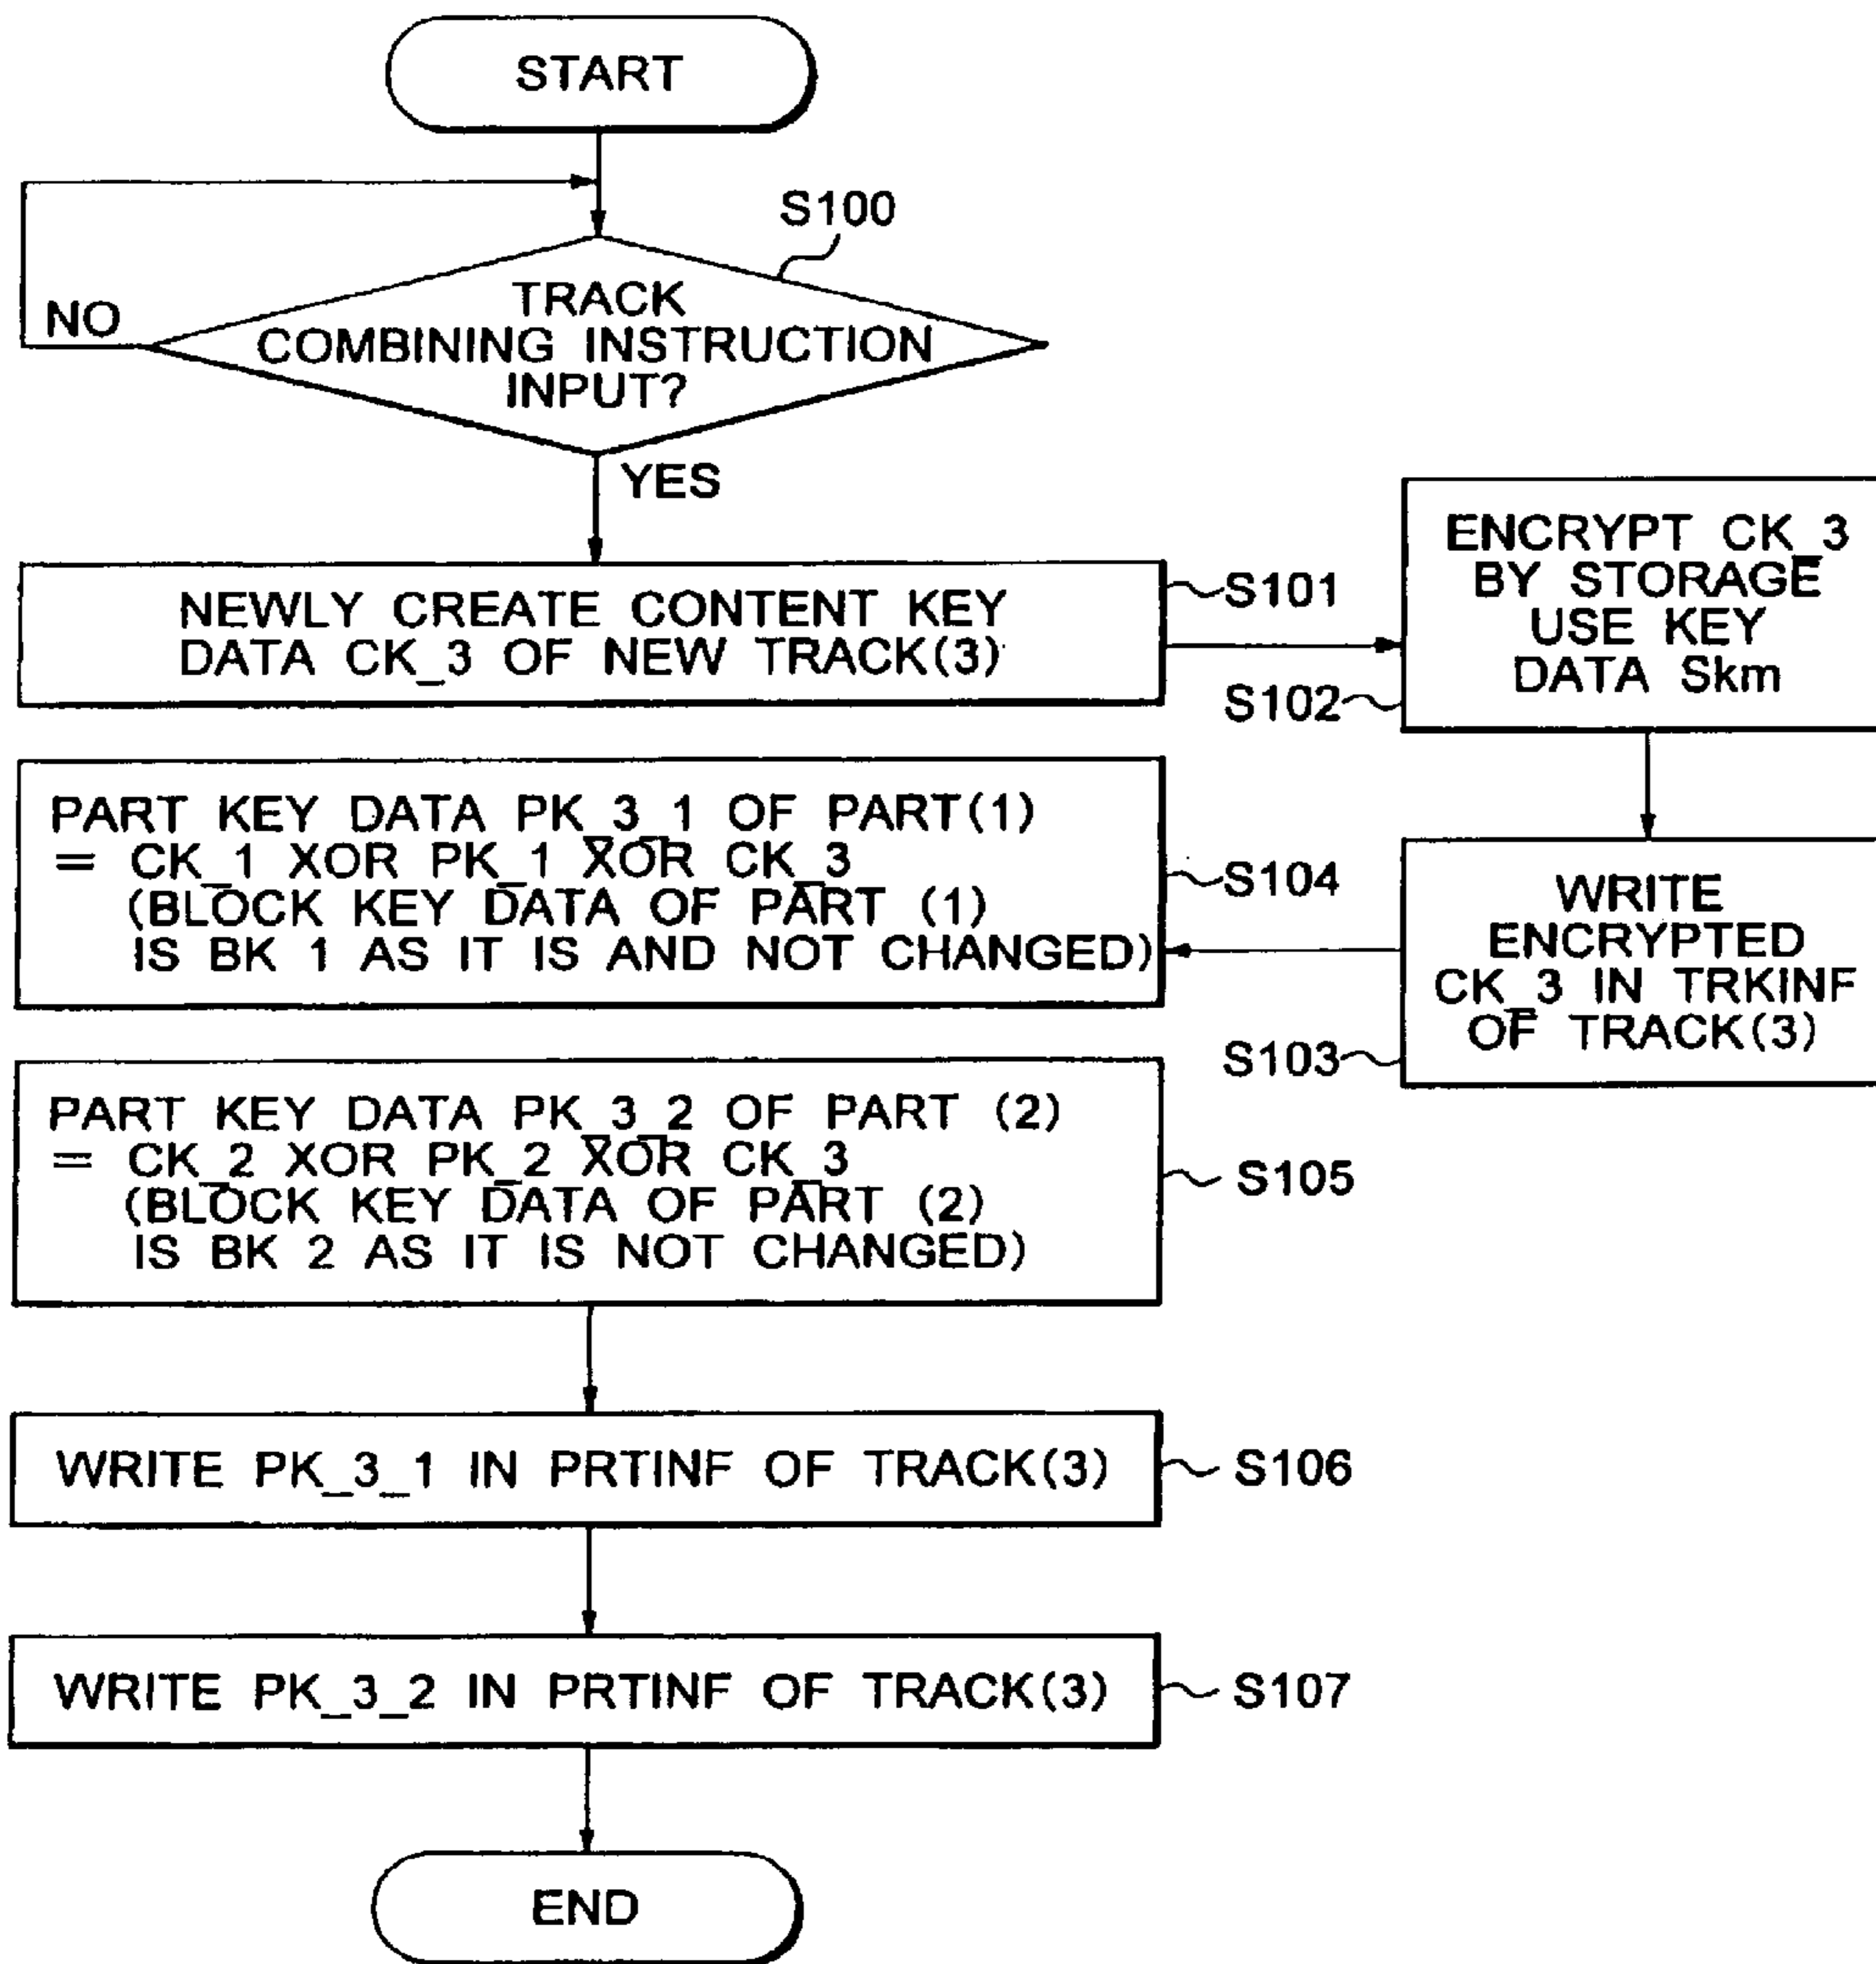 START
S100
NO
TRACK
COMBINING INSTRUCTION
INPUT?
YES
NEWLY CREATE CONTENT KEY
DATA CK_3 OF NEW TRACK(3)
S101
ENCRYPT CK_3
BY STORAGE
USE KEY
DATA Skm
S102
WRITE
ENCRYPTED
CK_3 IN TRKINF
OF TRACK(3)
S103
PART KEY DATA PK_3_1 OF PART(1)
= CK_1 XOR PK_1 XOR CK_3
(BLOCK KEY DATA OF PART (1)
IS BK 1 AS IT IS AND NOT CHANGED)
S104
PART KEY DATA PK_3_2 OF PART (2)
= CK_2 XOR PK_2 XOR CK_3
(BLOCK KEY DATA OF PART (2)
IS BK 2 AS IT IS NOT CHANGED)
S105
WRITE PK_3_1 IN PRTINF OF TRACK(3)
S106
WRITE PK_3_2 IN PRTINF OF TRACK(3)
S107
END